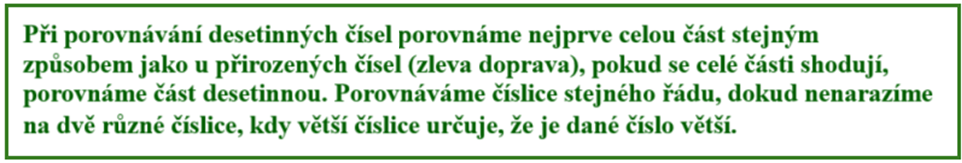 Při porovnávání desetinných čísel porovnáme nejprve celou část stejným
způsobem jako u přirozených čísel (zleva doprava), pokud se celé části shodují,
porovnáme část desetinnou. Porovnáváme číslice stejného řádu, dokud nenarazíme
na dvě různé číslice, kdy větší číslice určuje, že je dané číslo větší.